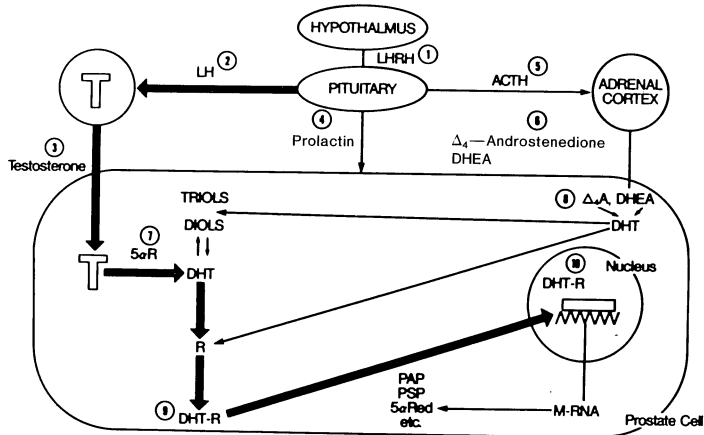 HYPOTHALMUS
LHRH ①
PITUITARY
LH ②
T
ACTH ⑤
ADRENAL
CORTEX
③
Testosterone
④
Prolactin
⑥
Δ₄—Androstenedione
DHEA
TRIOLS
DIOLS
⑧ Δ₄A, DHEA
DHT
⑦
5αR
T
DHT
R
⑨ DHT-R
⑩ Nucleus
DHT-R
PAP
PSP
5αRed
etc.
M-RNA
Prostate Cell